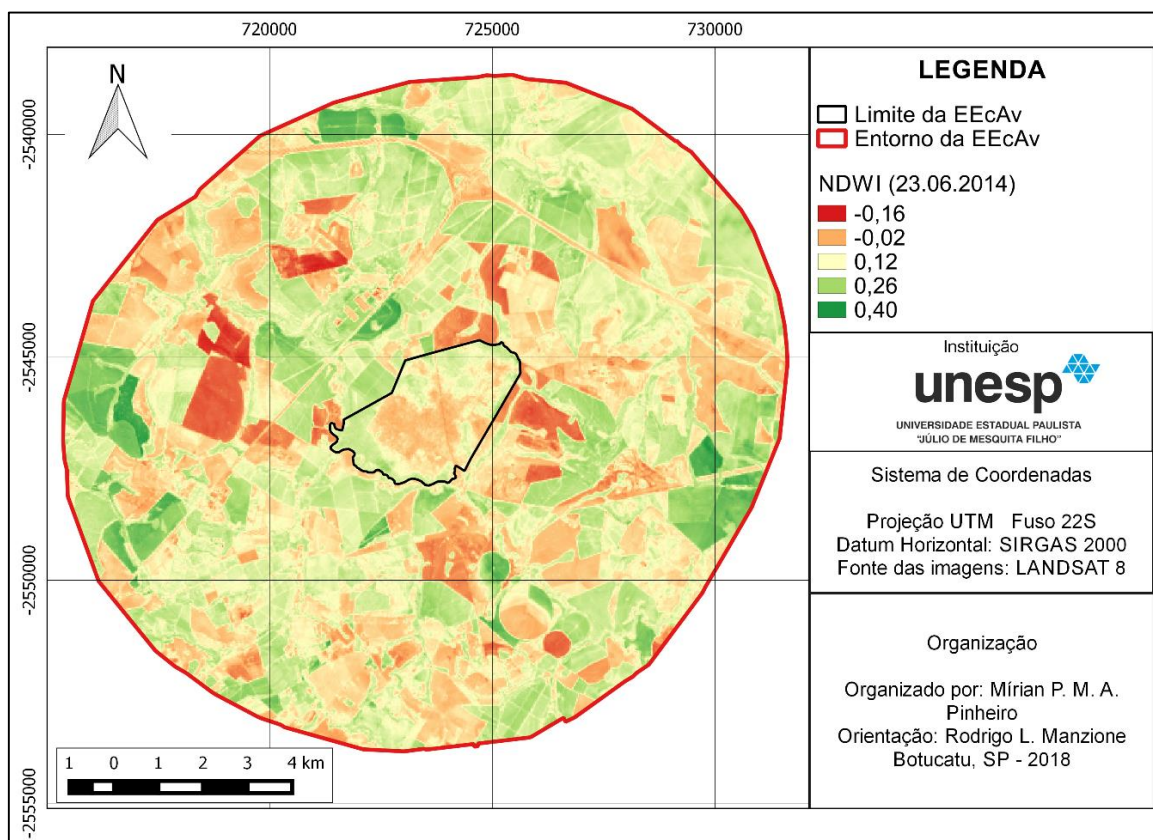 720000 725000 730000
-2540000
-2545000
-2550000
-2555000
N
1 0 1 2 3 4 km
LEGENDA
Limite da EEcAv
Entorno da EEcAv
NDWI (23.06.2014)
-0,16
-0,02
0,12
0,26
0,40
Instituição
unesp
UNIVERSIDADE ESTADUAL PAULISTA
"JÚLIO DE MESQUITA FILHO"
Sistema de Coordenadas
Projeção UTM Fuso 22S
Datum Horizontal: SIRGAS 2000
Fonte das imagens: LANDSAT 8
Organização
Organizado por: Mírian P. M. A.
Pinheiro
Orientação: Rodrigo L. Manzione
Botucatu, SP - 2018